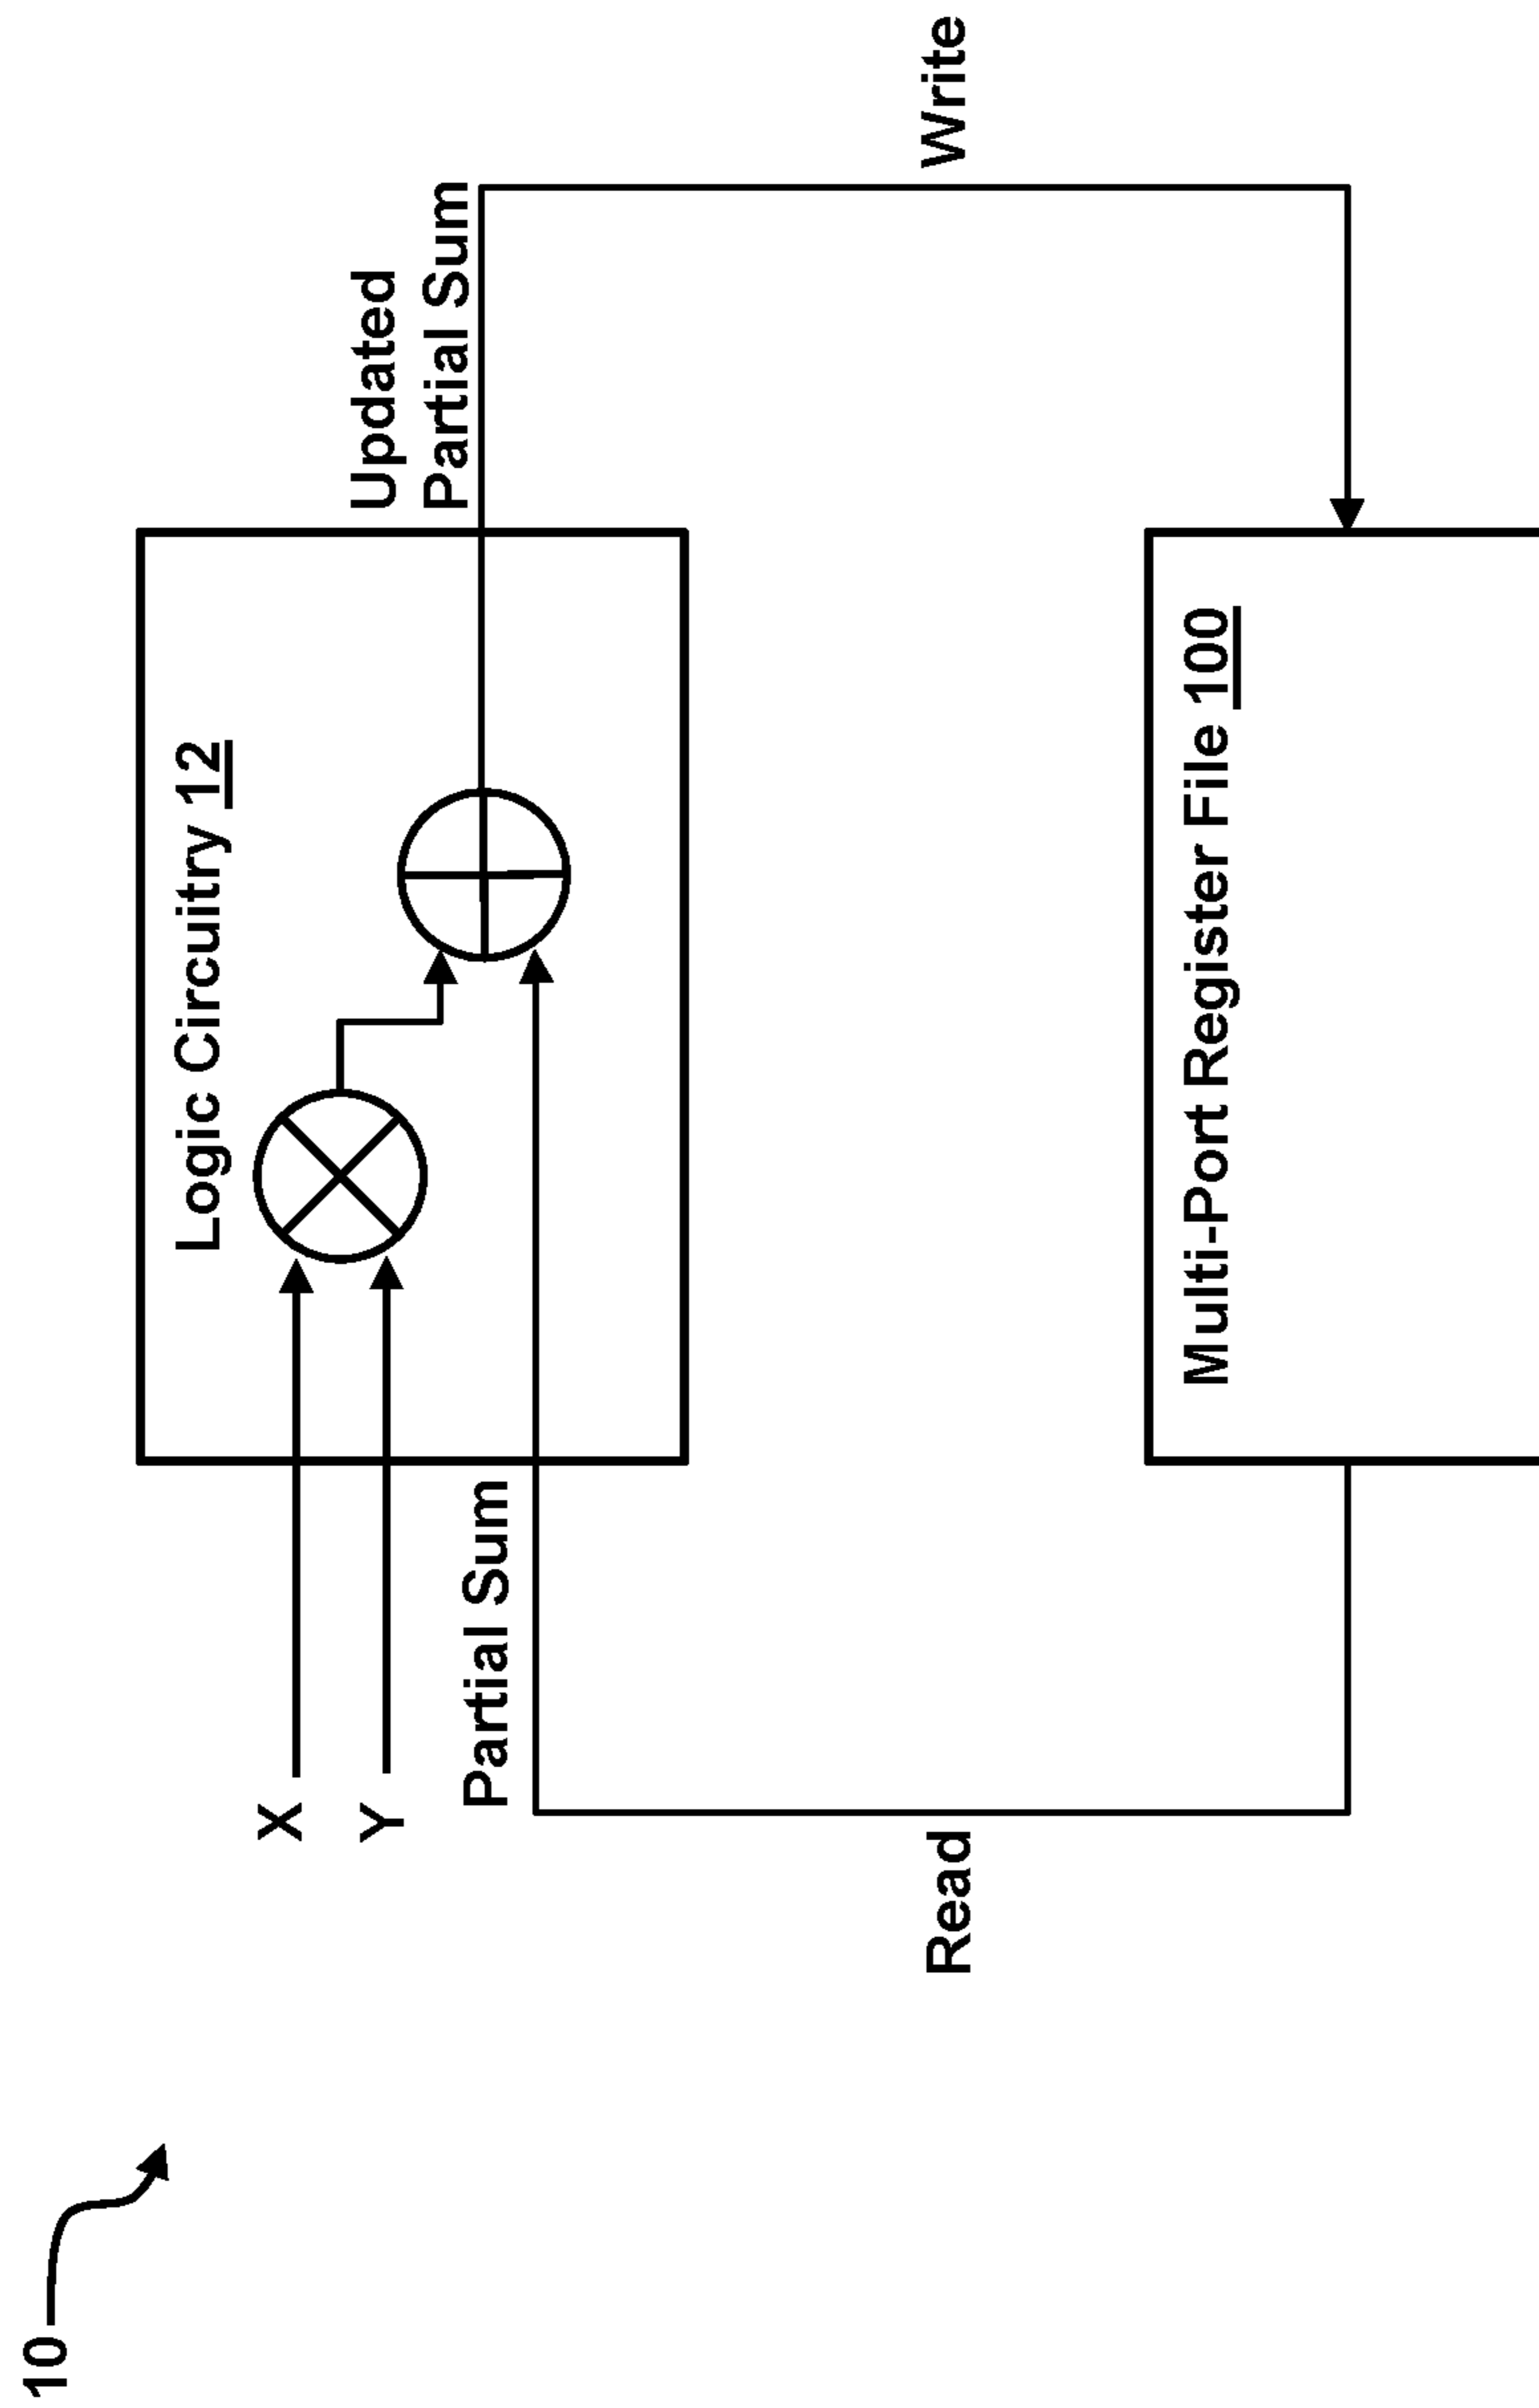 10
Logic Circuitry 12
X
Y
Updated
Partial Sum
Partial Sum
Read
Write
Multi-Port Register File 100